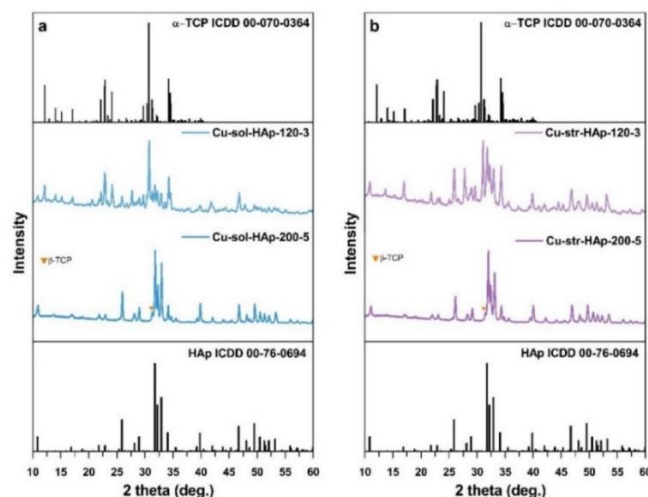 a
α-TCP ICDD 00-070-0364
Cu-sol-HAp-120-3
Cu-sol-HAp-200-5
β-TCP
HAp ICDD 00-76-0694
Intensity
10 15 20 25 30 35 40 45 50 55 60
2 theta (deg.)
b
α-TCP ICDD 00-070-0364
Cu-str-HAp-120-3
Cu-str-HAp-200-5
β-TCP
HAp ICDD 00-76-0694
Intensity
10 15 20 25 30 35 40 45 50 55 60
2 theta (deg.)